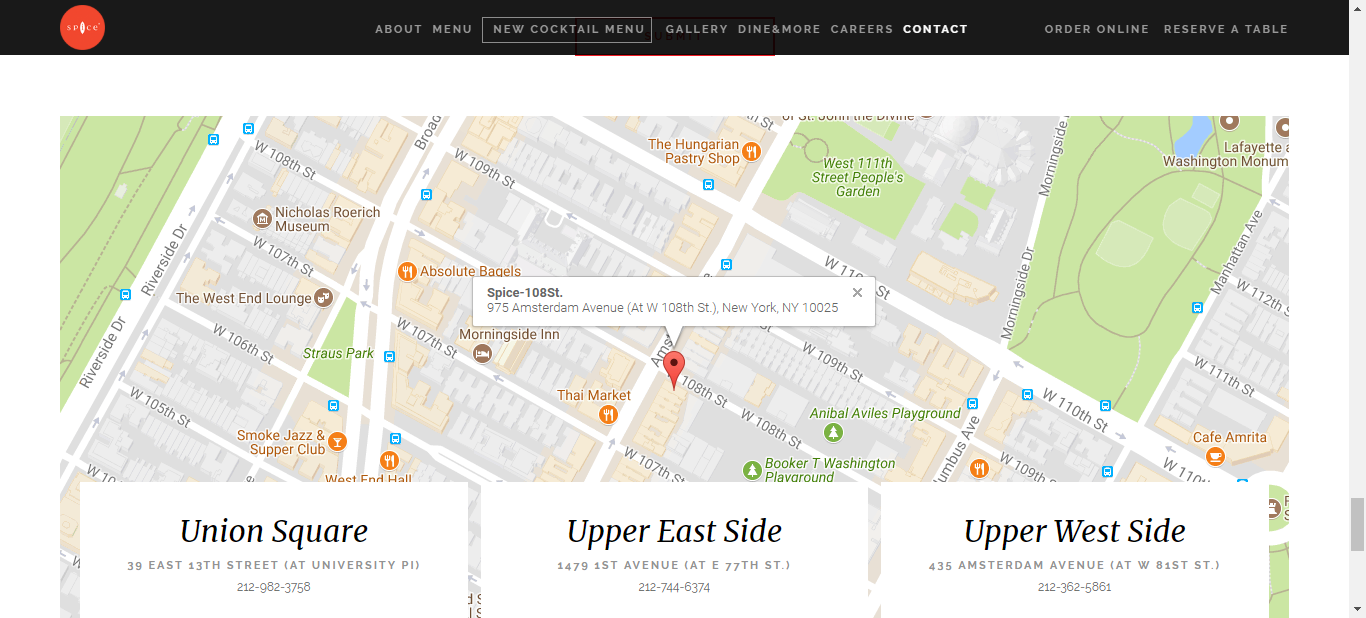 spice
ABOUT MENU NEW COCKTAIL MENU GALLERY DINE&MORE CAREERS CONTACT ORDER ONLINE RESERVE A TABLE
SUBMIT
of St. John the Divine
W 108th St
Broad
W 109th St
The Hungarian
Pastry Shop
West 111th
Street People's
Garden
Morningside
Lafayette a
Washington Monum
Nicholas Roerich
Museum
Riverside Dr
W 107th St
Absolute Bagels
W 110
St
Morningside Dr
Manhattan Ave
W 112th
The West End Lounge
Spice-108St.
975 Amsterdam Avenue (At W 108th St.), New York, NY 10025
Riverside Dr
W 106th St
Straus Park
W 107th St
Morningside Inn
Ams
W 109th St
108th St
W 105th St
Thai Market
W 108th St
Anibal Aviles Playground
W 110th St
Smoke Jazz &
Supper Club
West End Hall
W 107th St
Booker T Washington
Playground
umbus Ave
W 109th
Cafe Amrita
W 110th
Union Square
39 EAST 13TH STREET (AT UNIVERSITY PI)
212-982-3758
Upper East Side
1479 1ST AVENUE (AT E 77TH ST.)
212-744-6374
Upper West Side
435 AMSTERDAM AVENUE (AT W 81ST ST.)
212-362-5861